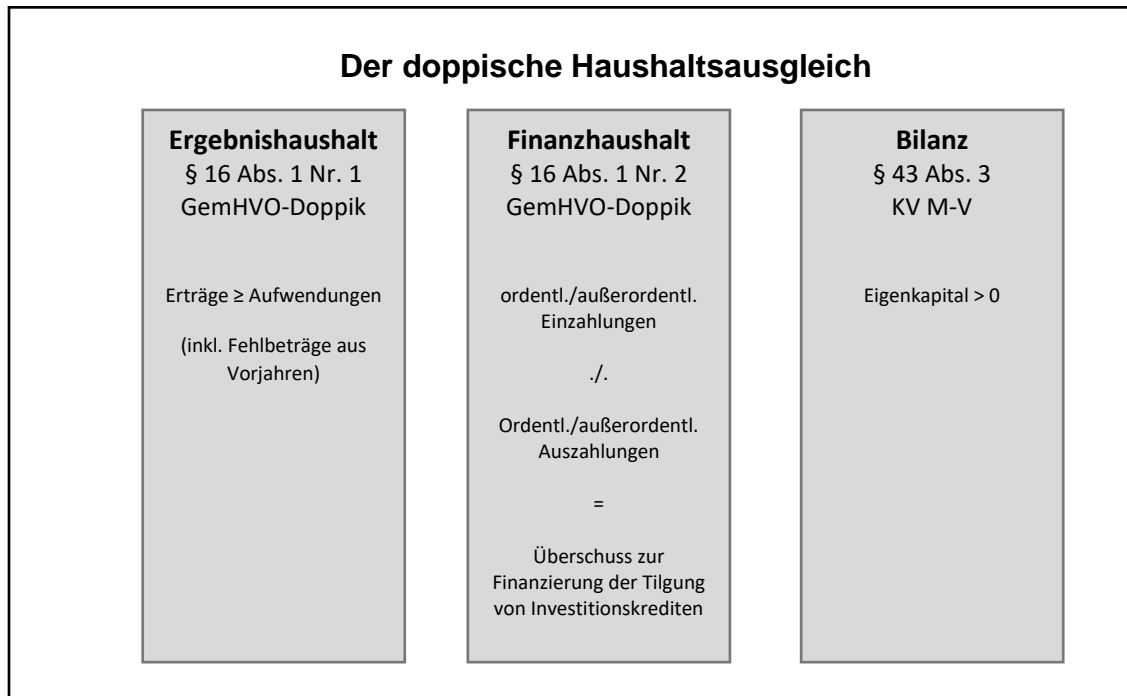 Der doppische Haushaltsausgleich
Ergebnishaushalt
§ 16 Abs. 1 Nr. 1
GemHVO-Doppik
Erträge ≥ Aufwendungen
(inkl. Fehlbeträge aus
Vorjahren)
Finanzhaushalt
§ 16 Abs. 1 Nr. 2
GemHVO-Doppik
ordentl./außerordentl.
Einzahlungen
./.
Ordentl./außerordentl.
Auszahlungen
=
Überschuss zur
Finanzierung der Tilgung
von Investitionskrediten
Bilanz
§ 43 Abs. 3
KV M-V
Eigenkapital > 0